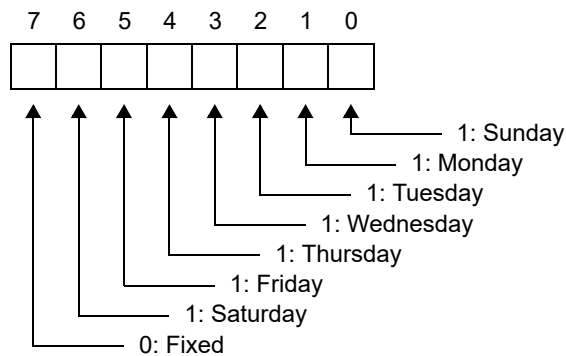 7 6 5 4 3 2 1 0
1: Sunday
1: Monday
1: Tuesday
1: Wednesday
1: Thursday
1: Friday
1: Saturday
0: Fixed